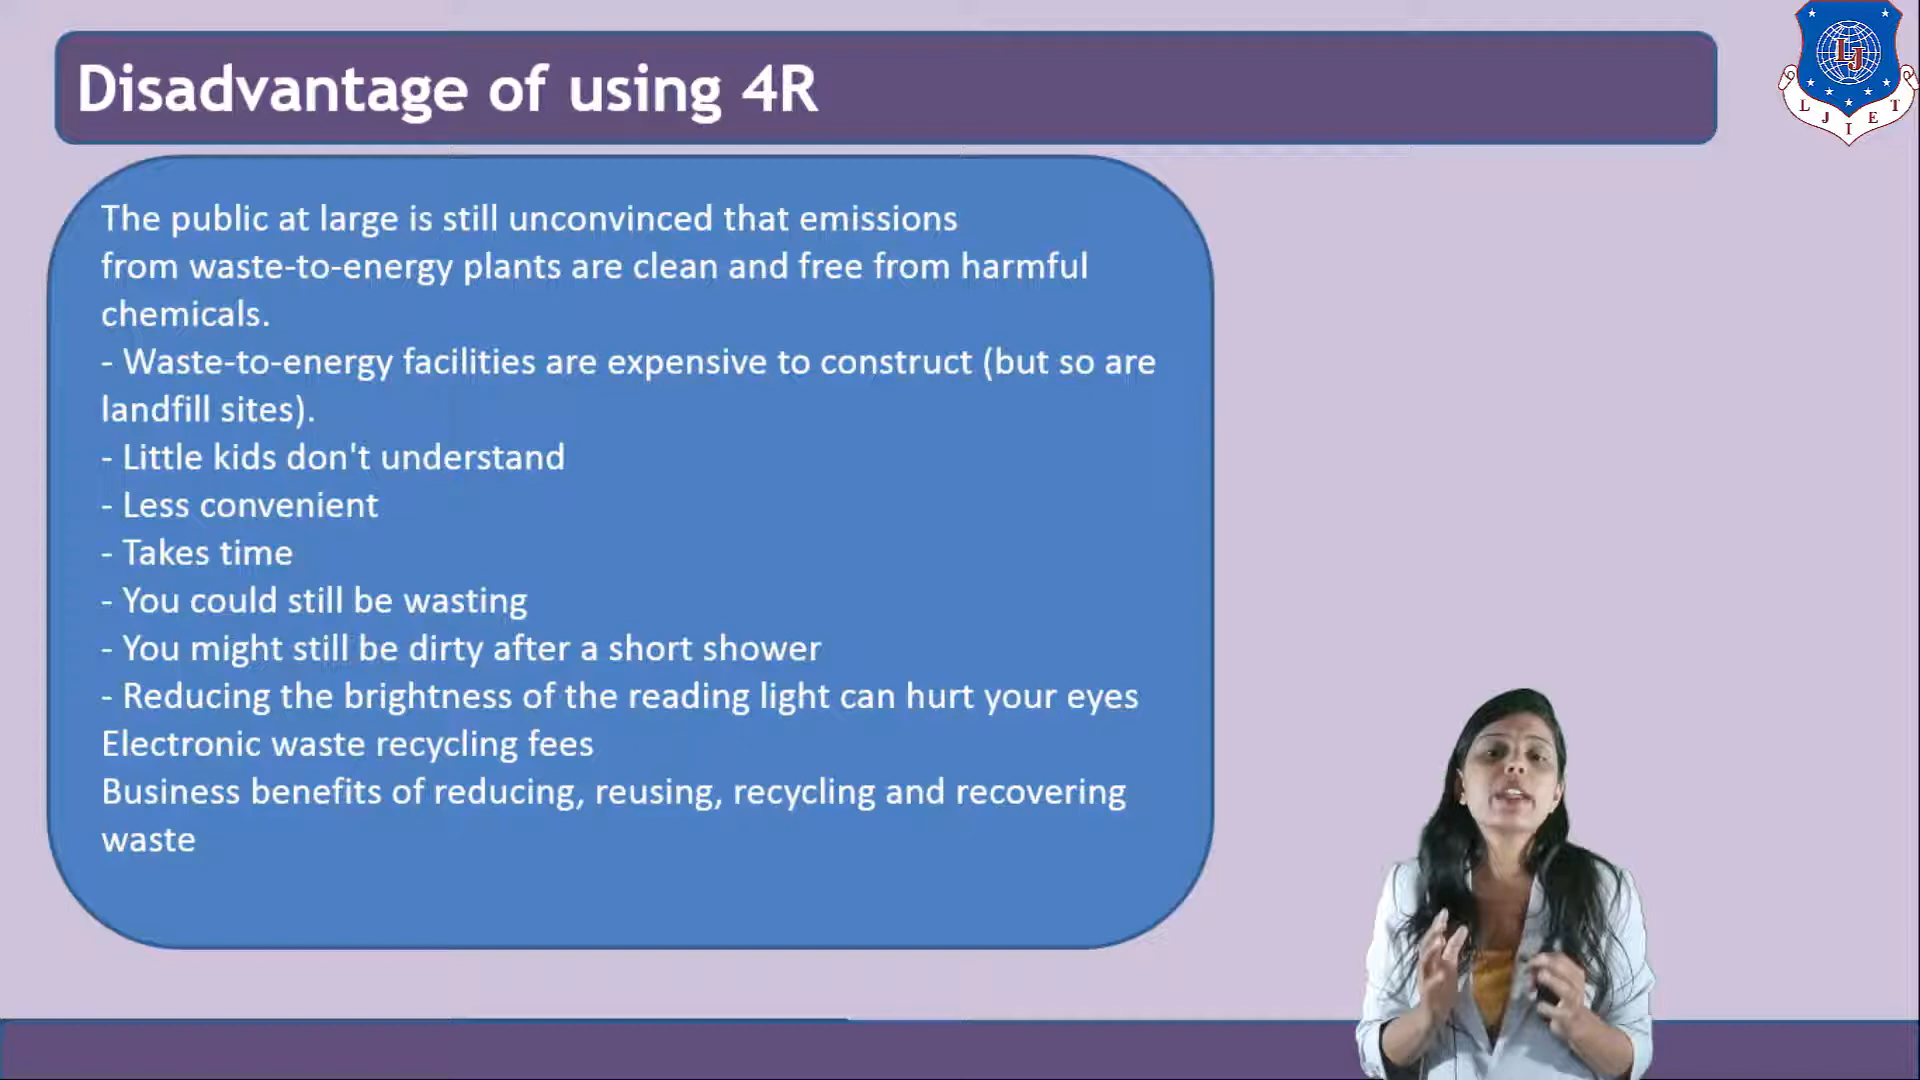 Disadvantage of using 4R
The public at large is still unconvinced that emissions
from waste-to-energy plants are clean and free from harmful
chemicals.
- Waste-to-energy facilities are expensive to construct (but so are
landfill sites).
- Little kids don't understand
- Less convenient
- Takes time
- You could still be wasting
- You might still be dirty after a short shower
- Reducing the brightness of the reading light can hurt your eyes
Electronic waste recycling fees
Business benefits of reducing, reusing, recycling and recovering
waste
LJ
L J I E T